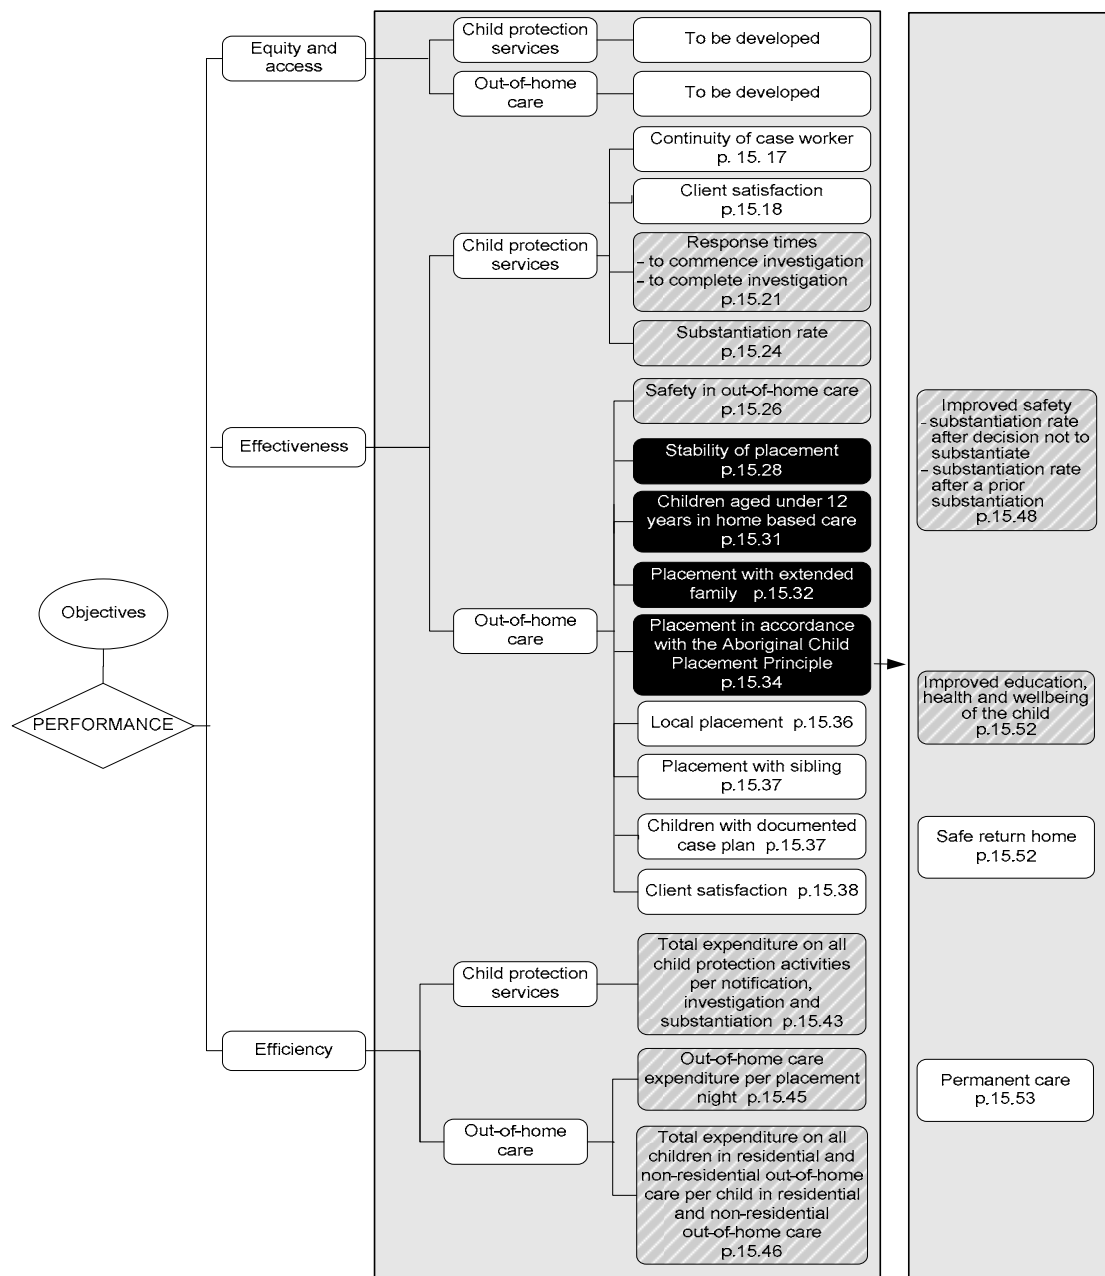 Equity and
access
Child protection
services
To be developed
Out-of-home
care
To be developed
Continuity of case worker
p. 15. 17
Client satisfaction
p.15.18
Child protection
services
Response times
– to commence investigation
– to complete investigation
p.15.21
Substantiation rate
p.15.24
Safety in out-of-home care
p.15.26
Effectiveness
Stability of placement
p.15.28
Children aged under 12
years in home based care
p.15.31
Placement with extended
family p.15.32
Out-of-home
care
Placement in accordance
with the Aboriginal Child
Placement Principle
p.15.34
Local placement p.15.36
Placement with sibling
p.15.37
Children with documented
case plan p.15.37
Client satisfaction p.15.38
Objectives
PERFORMANCE
Efficiency
Child protection
services
Total expenditure on all
child protection activities
per notification,
investigation and
substantiation p.15.43
Out-of-home
care
Out-of-home care
expenditure per placement
night p.15.45
Total expenditure on all
children in residential and
non-residential out-of-home
care per child in residential
and non-residential
out-of-home care
p.15.46
Improved safety
– substantiation rate
after decision not to
substantiate
– substantiation rate
after a prior
substantiation
p.15.48
Improved education,
health and wellbeing
of the child
p.15.52
Safe return home
p.15.52
Permanent care
p.15.53